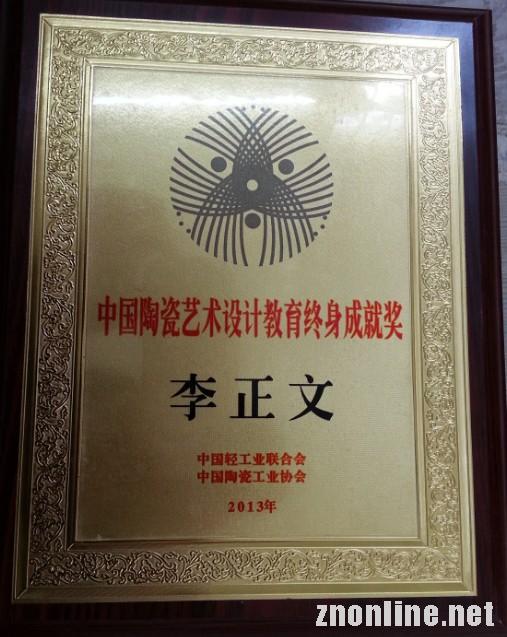 中国陶瓷艺术设计教育终身成就奖
李正文
中国轻工业联合会
中国陶瓷工业协会
2013年
znonline.net